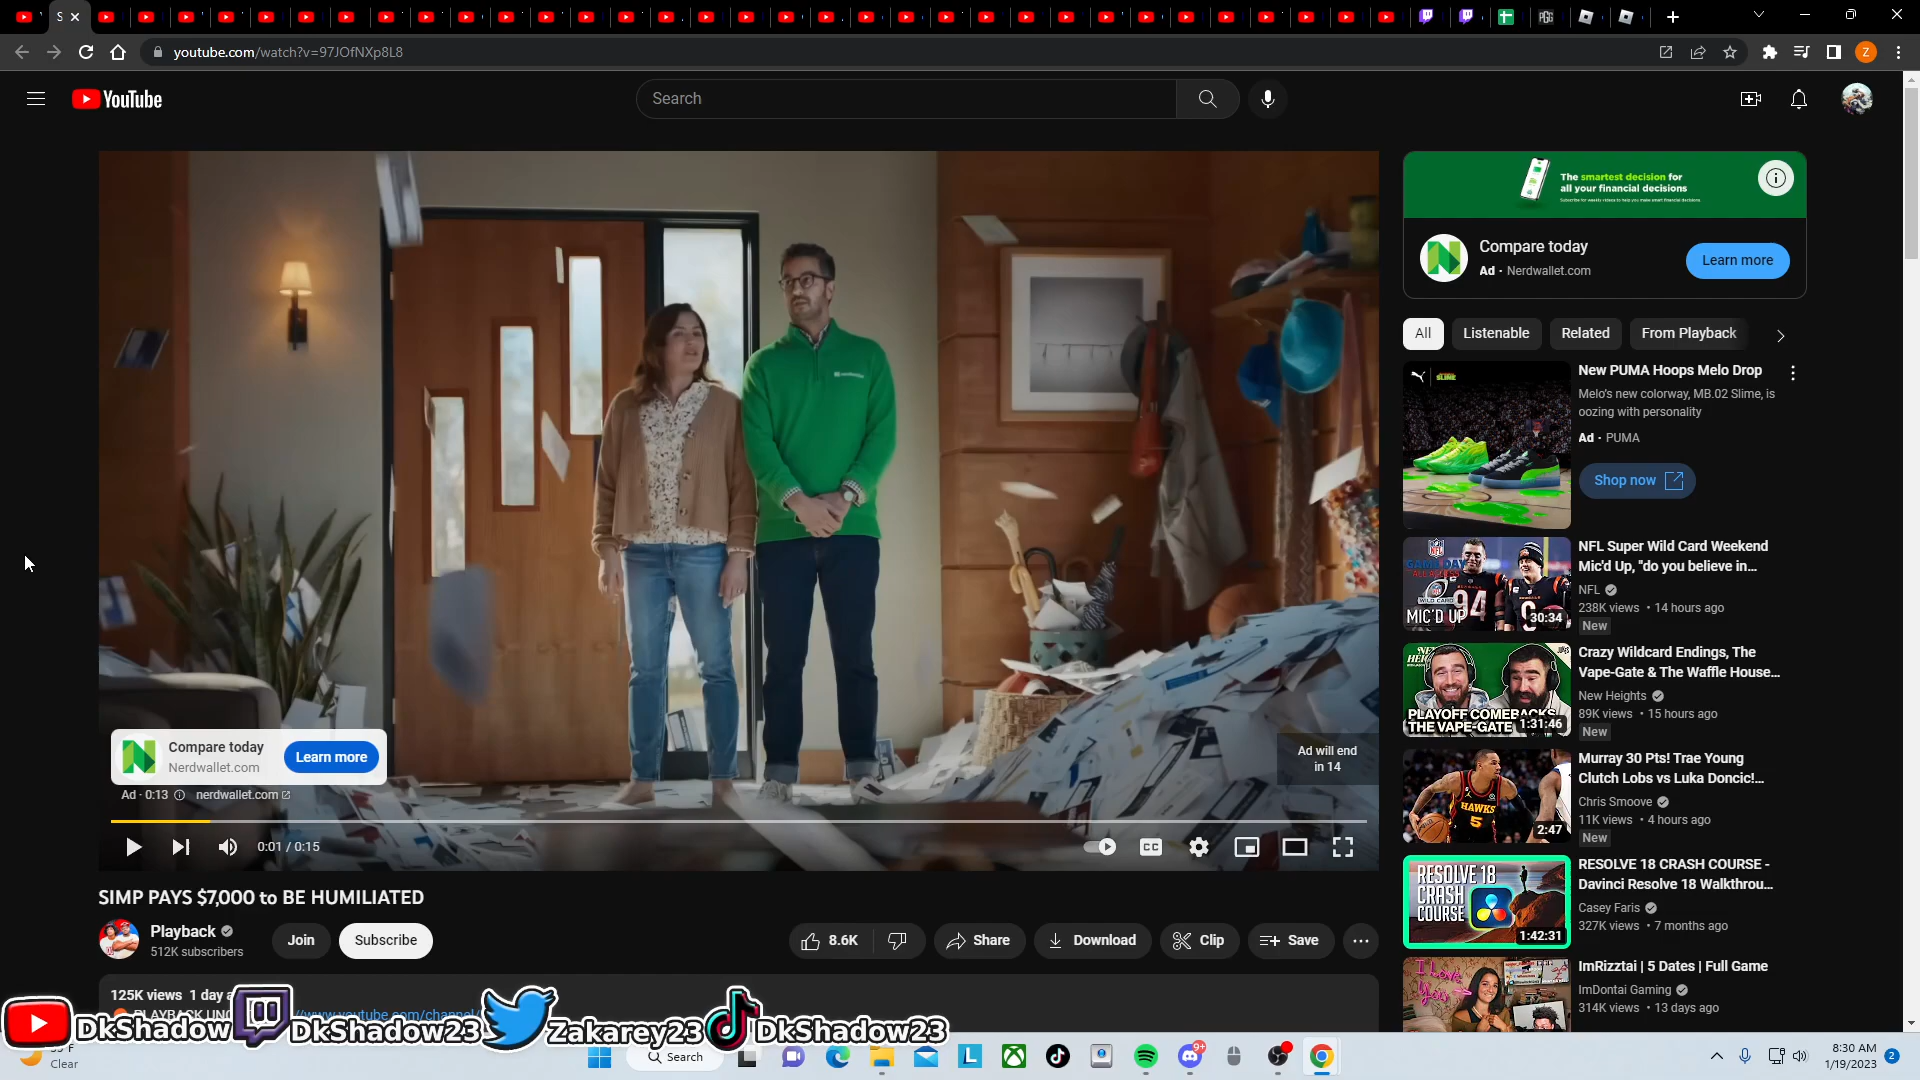 youtube.com/watch?v=97JOfNXp8L8
YouTube
Search
The smartest decision for
all your financial decisions
Compare today
Ad · Nerdwallet.com
Learn more
All
Listenable
Related
From Playback
New PUMA Hoops Melo Drop
Melo's new colorway, MB.02 Slime, is
oozing with personality
Ad · PUMA
Shop now
NFL Super Wild Card Weekend
Mic'd Up, "do you believe in...
NFL
238K views • 14 hours ago
New
MIC'D UP
30:34
Crazy Wildcard Endings, The
Vape-Gate & The Waffle House...
New Heights
89K views • 15 hours ago
New
PLAYOFF COMEBACKS
THE VAPE-GATE
1:31:46
Murray 30 Pts! Trae Young
Clutch Lobs vs Luka Doncic!...
Chris Smoove
11K views • 4 hours ago
New
HAWKS
5
2:47
RESOLVE 18 CRASH COURSE -
Davinci Resolve 18 Walkthrou...
Casey Faris
327K views • 7 months ago
RESOLVE 18
CRASH
COURSE
1:42:31
ImRizztai | 5 Dates | Full Game
ImDontai Gaming
314K views • 13 days ago
Compare today
Nerdwallet.com
Learn more
Ad · 0:13
nerdwallet.com
Ad will end
in 14
0:01 / 0:15
SIMP PAYS $7,000 to BE HUMILIATED
Playback
512K subscribers
Join
Subscribe
8.6K
Share
Download
Clip
Save
125K views 1 day
DkShadow
DkShadow23
Zakarey23
DkShadow23
Clear
Search
8:30 AM
1/19/2023